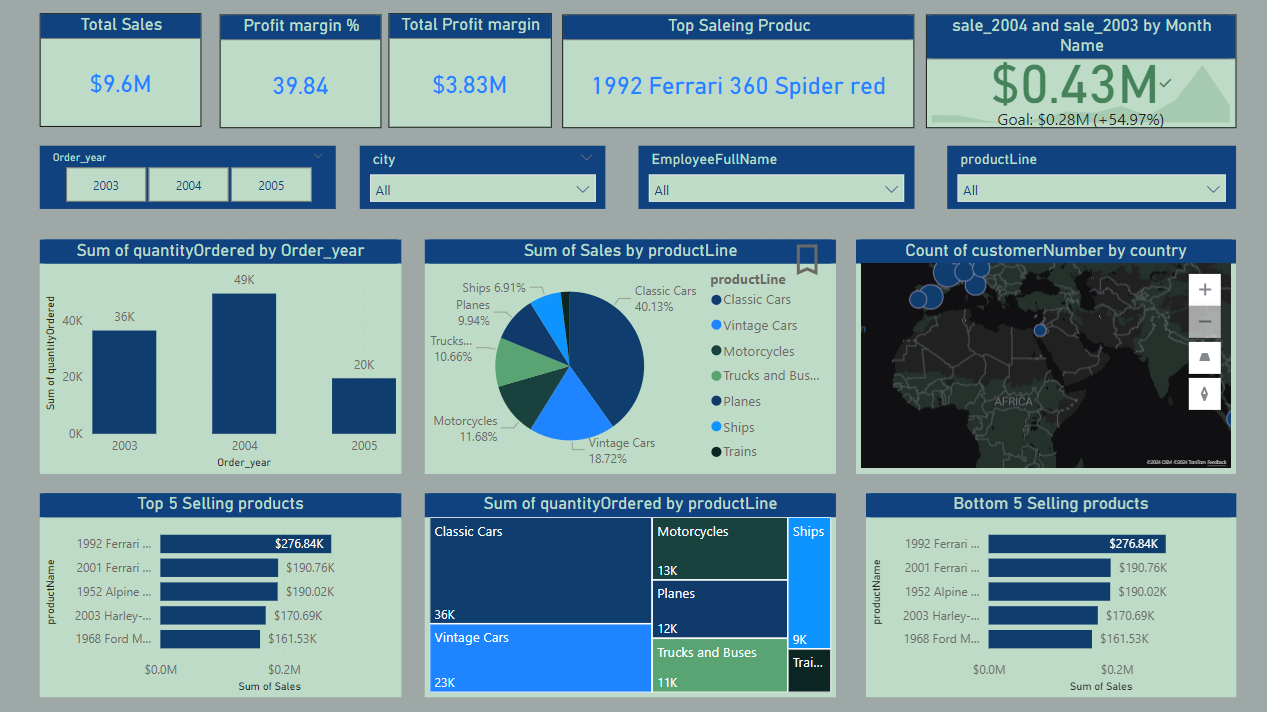 Total Sales
$9.6M
Profit margin %
39.84
Total Profit margin
$3.83M
Top Saleing Produc
1992 Ferrari 360 Spider red
sale_2004 and sale_2003 by Month
Name
$0.43M
Goal: $0.28M (+54.97%)
Order_year
2003
2004
2005
city
All
EmployeeFullName
All
productLine
All
Sum of quantityOrdered by Order_year
Sum of quantityOrdered
40K
20K
0K
36K
49K
20K
2003
2004
2005
Order_year
Sum of Sales by productLine
Ships 6.91%
Planes
9.94%
Trucks...
10.66%
Motorcycles
11.68%
Classic Cars
40.13%
Vintage Cars
18.72%
productLine
Classic Cars
Vintage Cars
Motorcycles
Trucks and Bus...
Planes
Ships
Trains
Count of customerNumber by country
AFRICA
©2024 OSM ©2024 TomTom Feedback
Top 5 Selling products
productName
1992 Ferrari ...
$276.84K
2001 Ferrari ...
$190.76K
1952 Alpine ...
$190.02K
2003 Harley-...
$170.69K
1968 Ford M...
$161.53K
$0.0M
$0.2M
Sum of Sales
Sum of quantityOrdered by productLine
Classic Cars
36K
Vintage Cars
23K
Motorcycles
13K
Planes
12K
Trucks and Buses
11K
Ships
9K
Trai...
Bottom 5 Selling products
productName
1992 Ferrari ...
$276.84K
2001 Ferrari ...
$190.76K
1952 Alpine ...
$190.02K
2003 Harley-...
$170.69K
1968 Ford M...
$161.53K
$0.0M
$0.2M
Sum of Sales